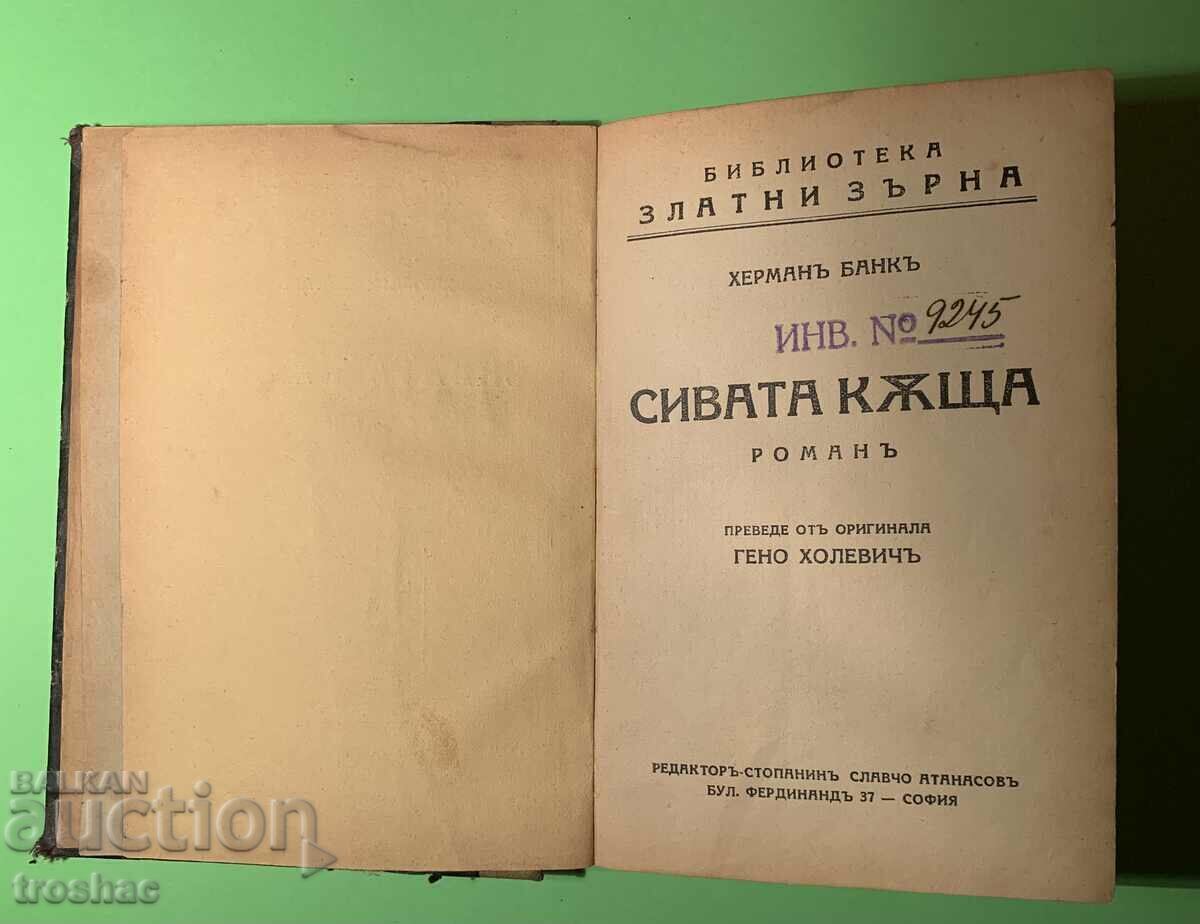 БИБЛИОТЕКА
ЗЛАТНИ ЗЪРНА
ХЕРМАНЪ БАНКЪ
ИНВ. № 9245
СИВАТА КѪЩА
РОМАНЪ
ПРЕВЕДЕ ОТЪ ОРИГИНАЛА
ГЕНО ХОЛЕВИЧЪ
РЕДАКТОРЪ-СТОПАНИНЪ СЛАВЧО АТАНАСОВЪ
БУЛ. ФЕРДИНАНДЪ 37 — СОФИЯ
BALKAN
auction
troshac